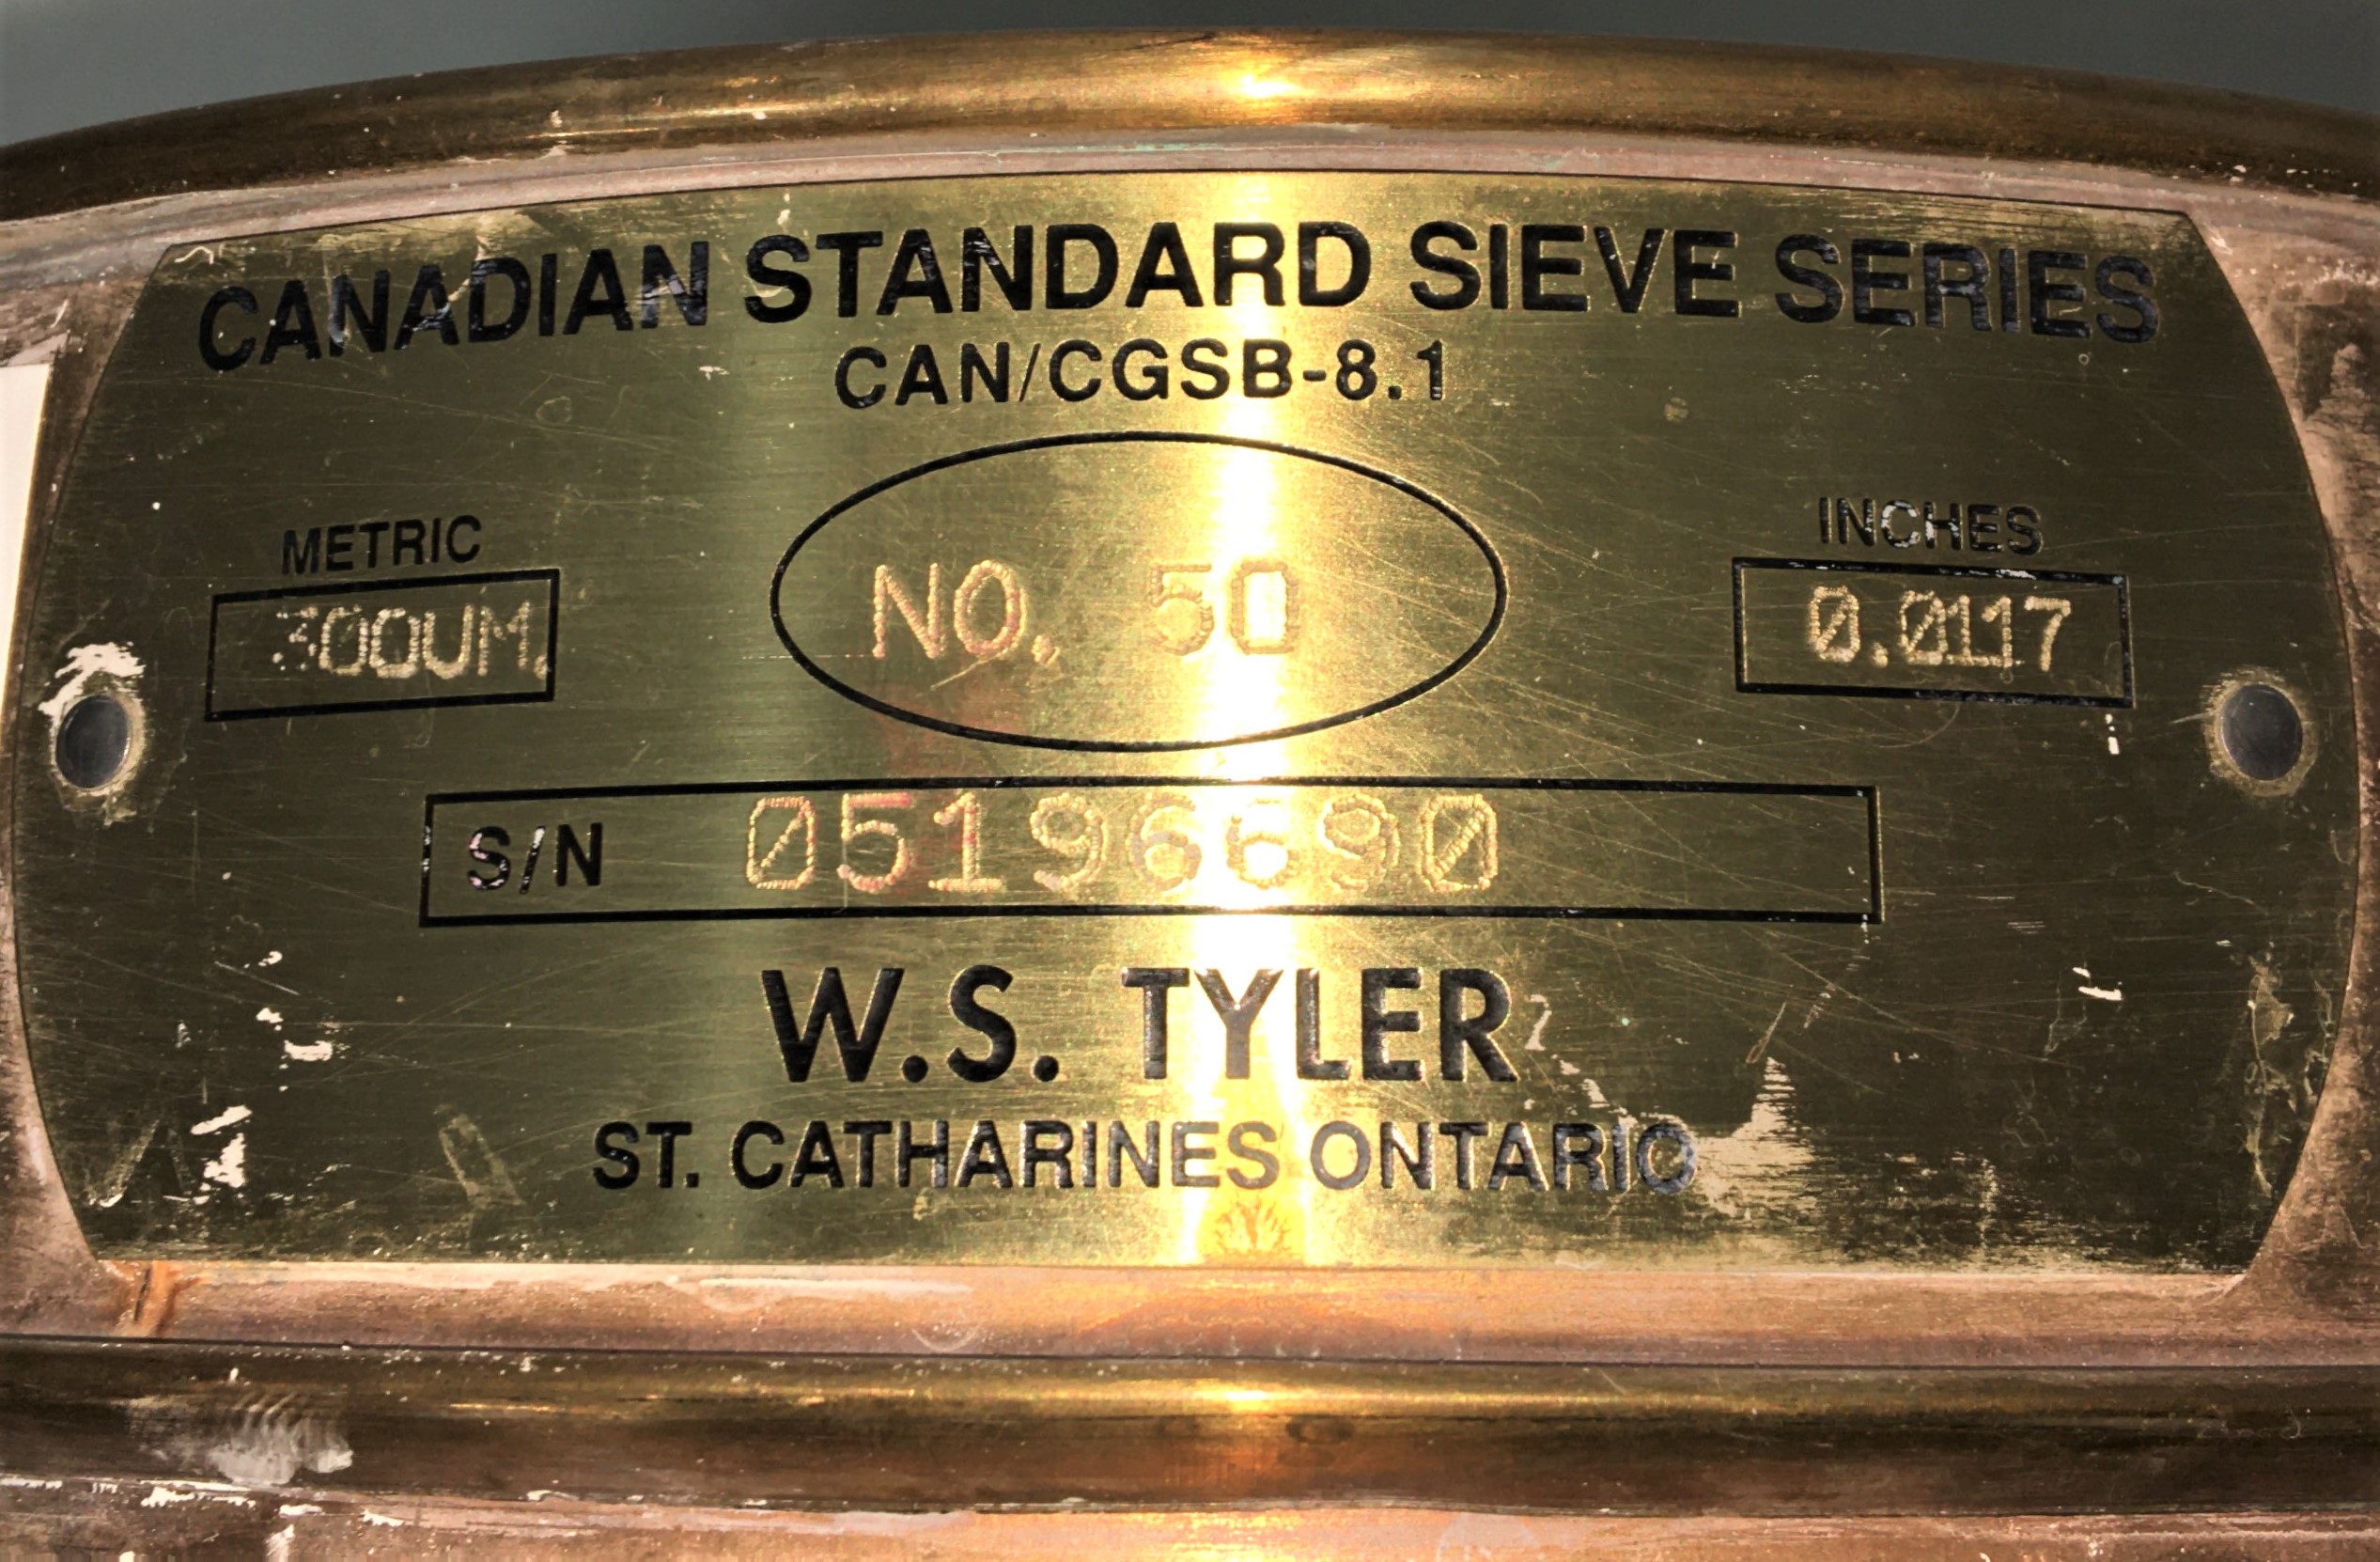 CANADIAN STANDARD SIEVE SERIES
CAN/CGSB-8.1
METRIC
INCHES
300UM.
NO. 50
0.0117
S/N 05196690
W.S. TYLER
ST. CATHARINES ONTARIO